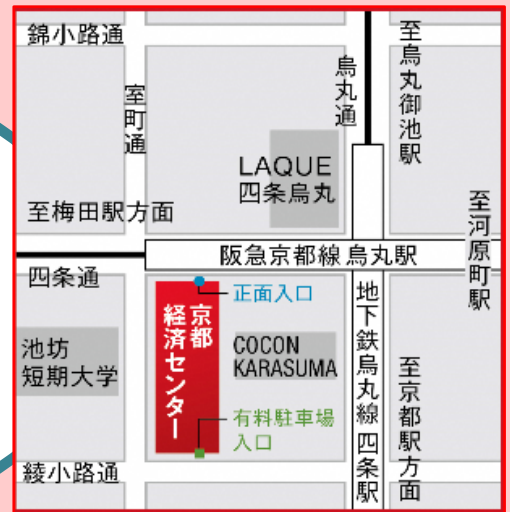 錦小路通
室町通
烏丸通
至烏丸御池駅
LAQUE
四条烏丸
至梅田駅方面
至河原町駅
阪急京都線 烏丸駅
四条通
正面入口
京都
経済センター
地下鉄烏丸線 四条駅
池坊
短期大学
COCON
KARASUMA
至京都駅方面
有料駐車場
入口
綾小路通